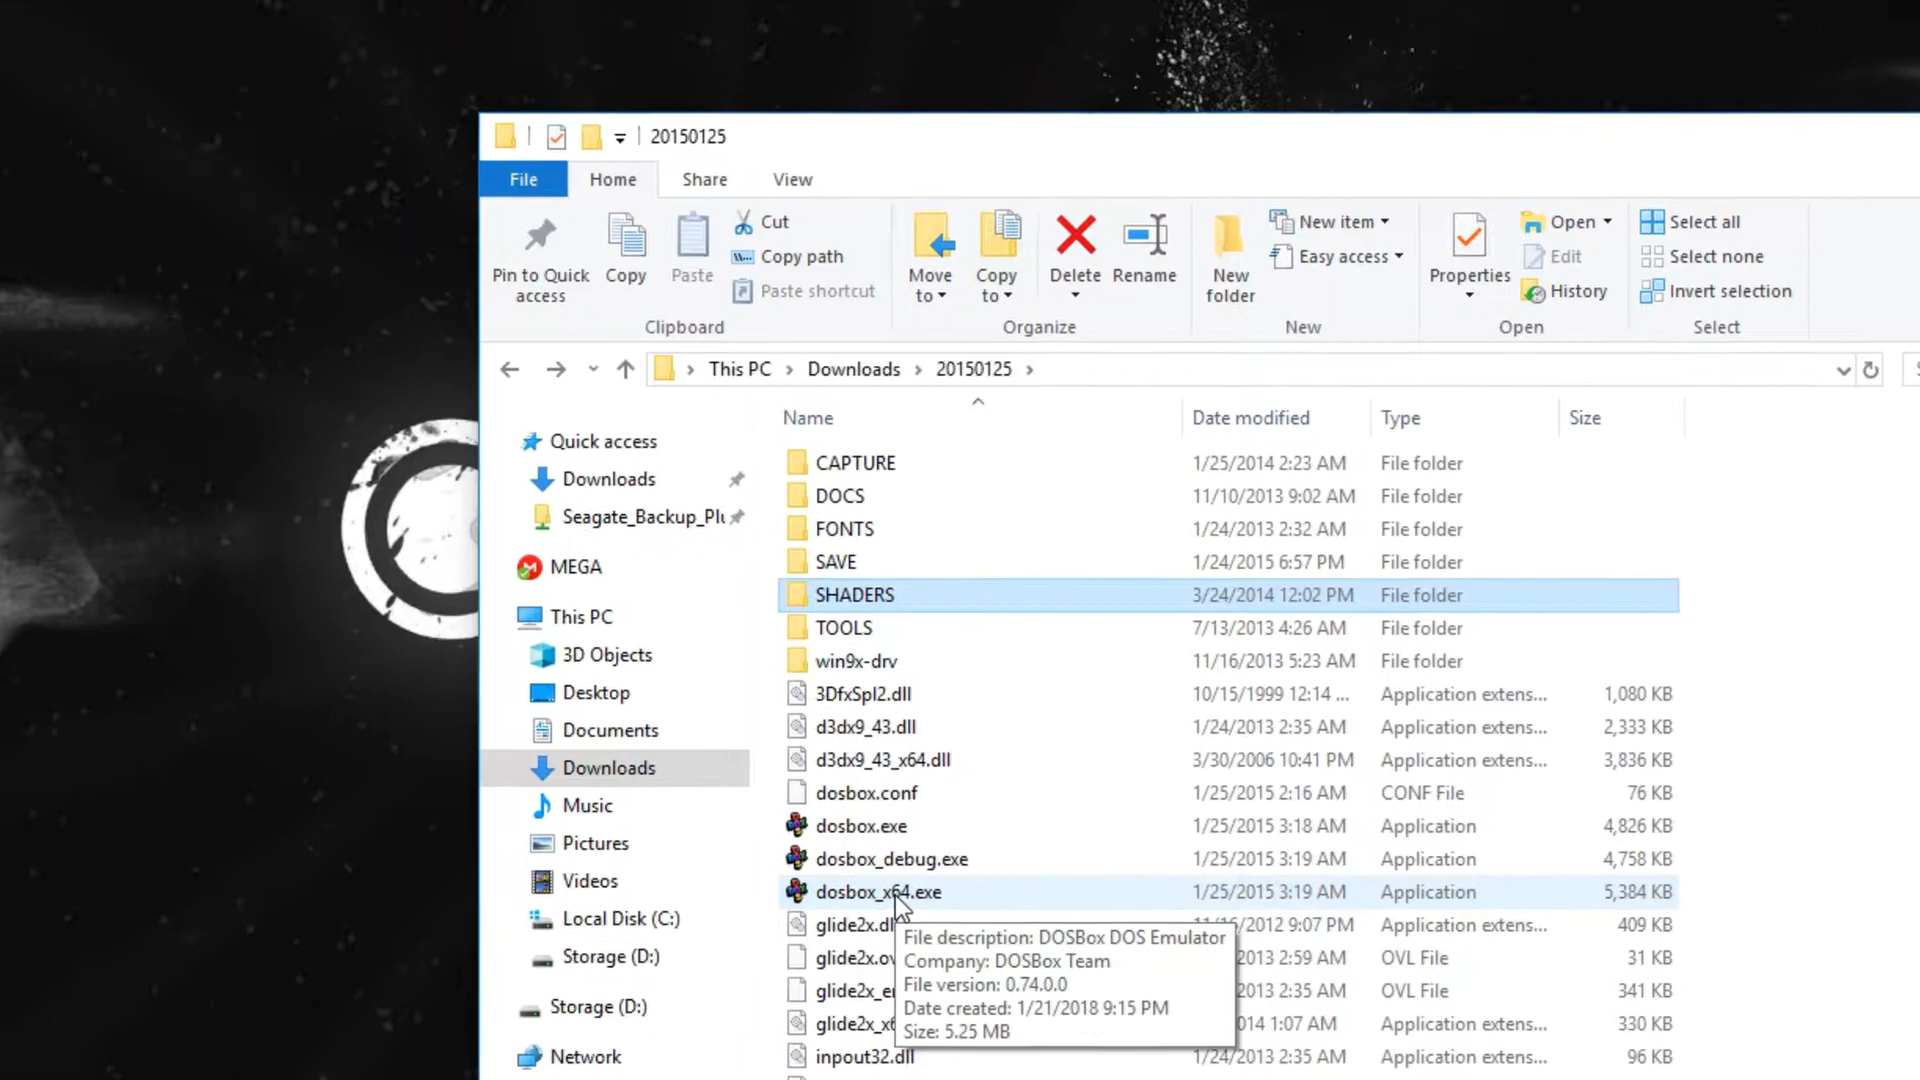 20150125
File Home Share View
Pin to Quick access
Copy
Paste
Cut
Copy path
Paste shortcut
Clipboard
Move to
Copy to
Delete
Rename
Organize
New folder
New item
Easy access
New
Properties
Open
Edit
History
Open
Select all
Select none
Invert selection
Select
This PC Downloads 20150125
Quick access
Downloads
Seagate_Backup_Plu
MEGA
This PC
3D Objects
Desktop
Documents
Downloads
Music
Pictures
Videos
Local Disk (C:)
Storage (D:)
Storage (D:)
Network
Name Date modified Type Size
CAPTURE 1/25/2014 2:23 AM File folder
DOCS 11/10/2013 9:02 AM File folder
FONTS 1/24/2013 2:32 AM File folder
SAVE 1/24/2015 6:57 PM File folder
SHADERS 3/24/2014 12:02 PM File folder
TOOLS 7/13/2013 4:26 AM File folder
win9x-drv 11/16/2013 5:23 AM File folder
3DfxSpl2.dll 10/15/1999 12:14 ... Application extens... 1,080 KB
d3dx9_43.dll 1/24/2013 2:35 AM Application extens... 2,333 KB
d3dx9_43_x64.dll 3/30/2006 10:41 PM Application extens... 3,836 KB
dosbox.conf 1/25/2015 2:16 AM CONF File 76 KB
dosbox.exe 1/25/2015 3:18 AM Application 4,826 KB
dosbox_debug.exe 1/25/2015 3:19 AM Application 4,758 KB
dosbox_x64.exe 1/25/2015 3:19 AM Application 5,384 KB
glide2x.dl 2012 9:07 PM Application extens... 409 KB
glide2x.ov 2013 2:59 AM OVL File 31 KB
glide2x_e 2013 2:35 AM OVL File 341 KB
glide2x_x6 014 1:07 AM Application extens... 330 KB
inpout32.dll 1/24/2013 2:35 AM Application extens... 96 KB
File description: DOSBox DOS Emulator
Company: DOSBox Team
File version: 0.74.0.0
Date created: 1/21/2018 9:15 PM
Size: 5.25 MB